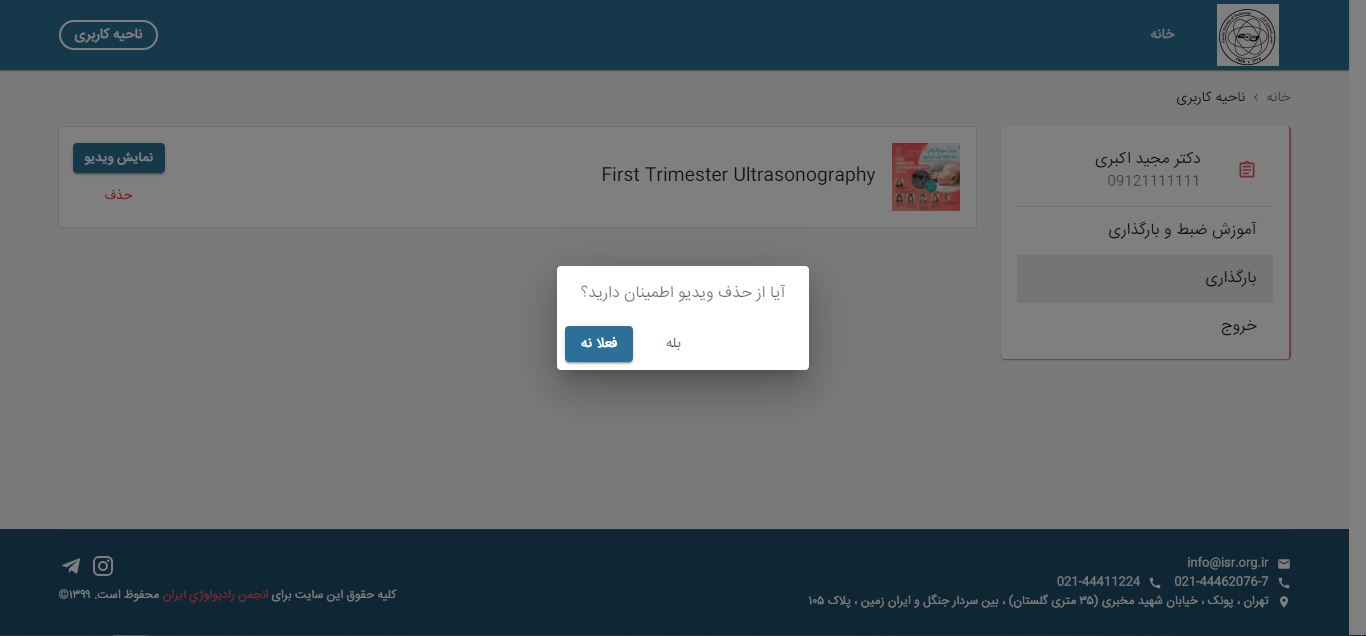 خانه
ناحیه کاربری
خانه › ناحیه کاربری
دکتر مجید اکبری
09121111111
آموزش ضبط و بارگذاری
بارگذاری
خروج
First Trimester Ultrasonography
نمایش ویدیو
حذف
آیا از حذف ویدیو اطمینان دارید؟
بله
فعلا نه
info@isr.org.ir
021-44462076-7
021-44411224
تهران ، پونک ، خیابان شهید مخبری (۳۵ متری گلستان) ، بین سردار جنگل و ایران زمین ، پلاک ۱۰۵
کلیه حقوق این سایت برای انجمن رادیولوژي ایران محفوظ است. ۱۳۹۹©